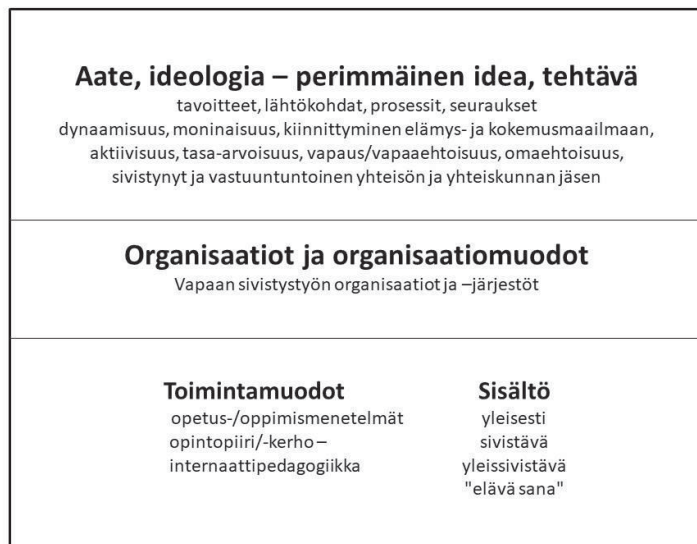 Aate, ideologia – perimmäinen idea, tehtävä
tavoitteet, lähtökohdat, prosessit, seuraukset
dynaamisuus, moninaisuus, kiinnittyminen elämys- ja kokemusmaailmaan,
aktiivisuus, tasa-arvoisuus, vapaus/vapaaehtoisuus, omaehtoisuus,
sivistynyt ja vastuuntuntoinen yhteisön ja yhteiskunnan jäsen
Organisaatiot ja organisaatiomuodot
Vapaan sivistystyön organisaatiot ja –järjestöt
Toimintamuodot
opetus-/oppimismenetelmät
opintopiiri/-kerho –
internaattipedagogiikka
Sisältö
yleisesti
sivistävä
yleissivistävä
"elävä sana"